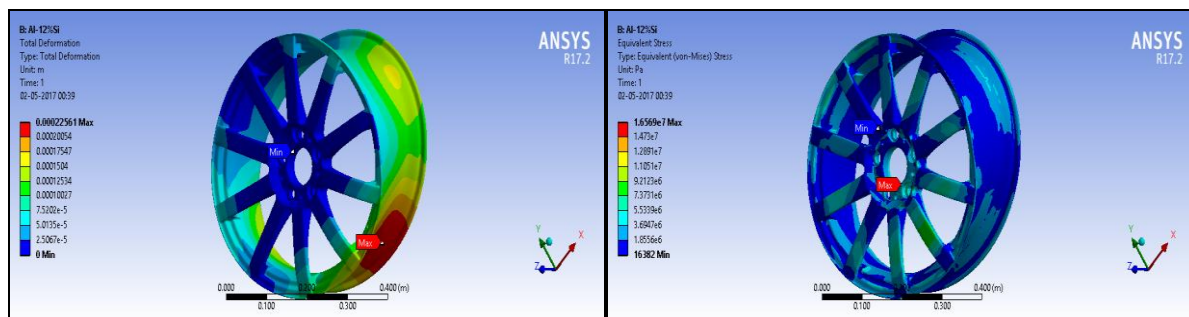 B: Al-12%Si
Total Deformation
Type: Total Deformation
Unit: m
Time: 1
02-05-2017 00:39
ANSYS
R17.2
0.00022561 Max
0.00020054
0.00017547
0.0001504
0.00012534
0.00010027
7.5202e-5
5.0135e-5
2.5067e-5
0 Min
Min
Max
Y
X
Z
0.000
0.200
0.400 (m)
0.100
0.300
B: Al-12%Si
Equivalent Stress
Type: Equivalent (von-Mises) Stress
Unit: Pa
Time: 1
02-05-2017 00:39
ANSYS
R17.2
1.6569e7 Max
1.473e7
1.2891e7
1.1051e7
9.2123e6
7.3731e6
5.5339e6
3.6947e6
1.8556e6
16382 Min
Min
Max
Y
X
Z
0.000
0.200
0.400 (m)
0.100
0.300